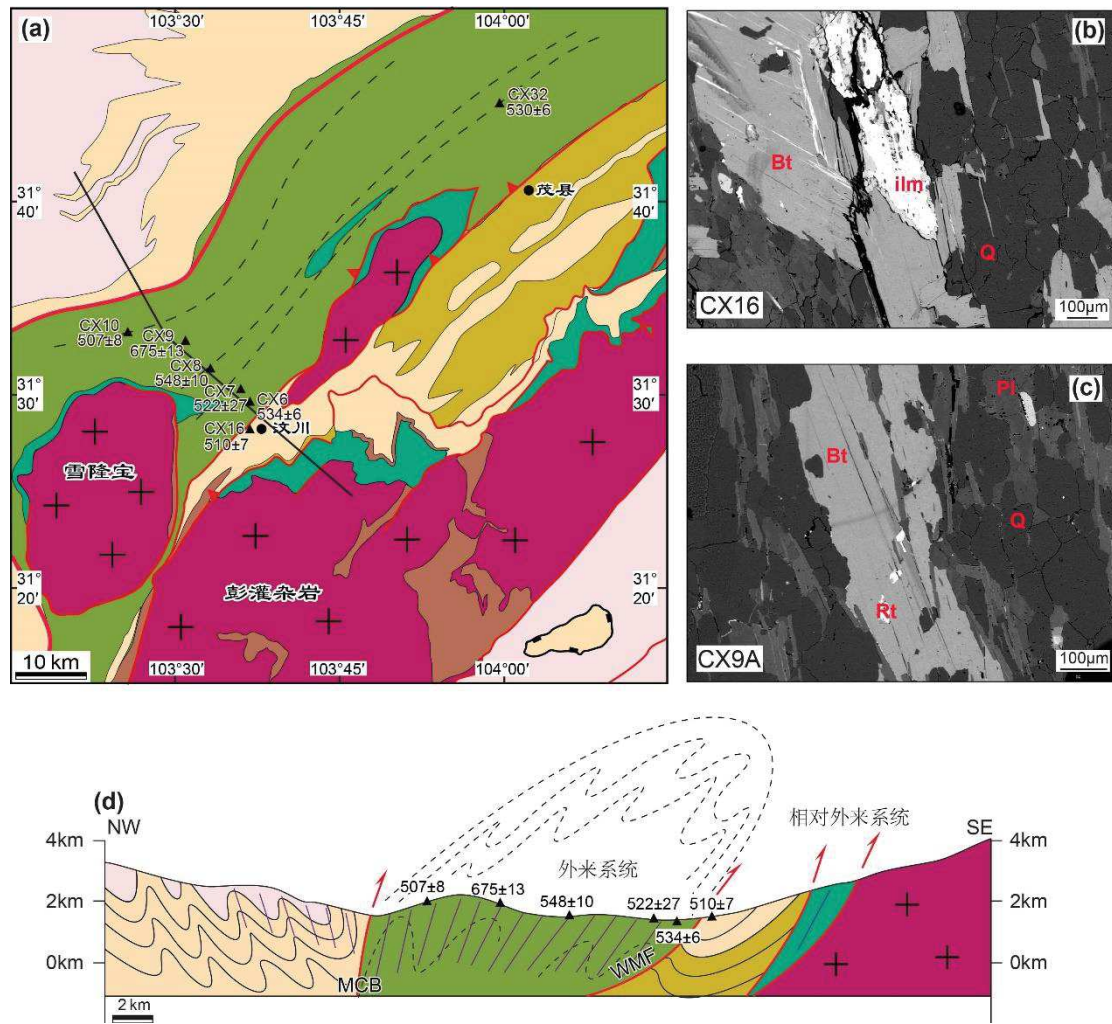 (a)
103°30′
103°45′
104°00′
CX32
530±6
31°
40′
31°
40′
茂县
CX10
507±8
CX9
675±13
CX8
548±10
CX7
522±27
CX6
534±6
CX16
510±7
汶川
31°
30′
31°
30′
雪隆宝
彭灌杂岩
31°
20′
31°
20′
10 km
103°30′
103°45′
104°00′
(b)
Bt
ilm
Q
CX16
100μm
(c)
Pl
Bt
Q
Rt
CX9A
100μm
(d)
NW
SE
4km
2km
0km
4km
2km
0km
相对外来系统
外来系统
507±8
675±13
548±10
522±27
510±7
534±6
MCB
WMF
2 km